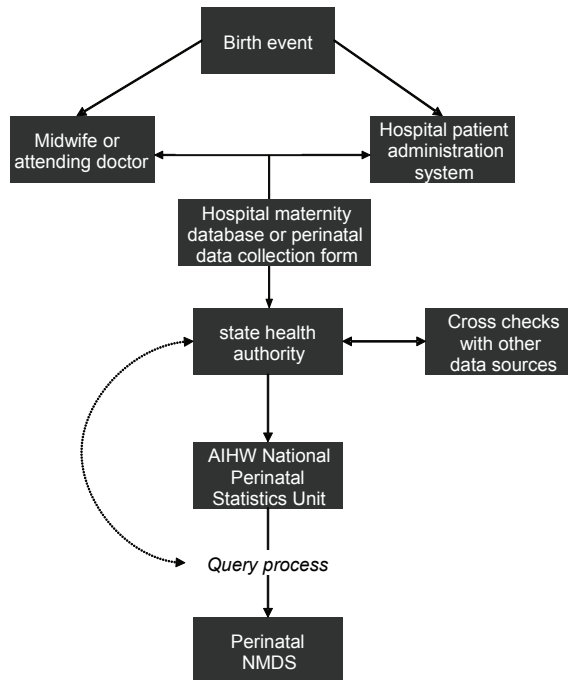 Birth event
Midwife or
attending doctor
Hospital patient
administration
system
Hospital maternity
database or perinatal
data collection form
state health
authority
Cross checks
with other
data sources
AIHW National
Perinatal
Statistics Unit
Query process
Perinatal
NMDS